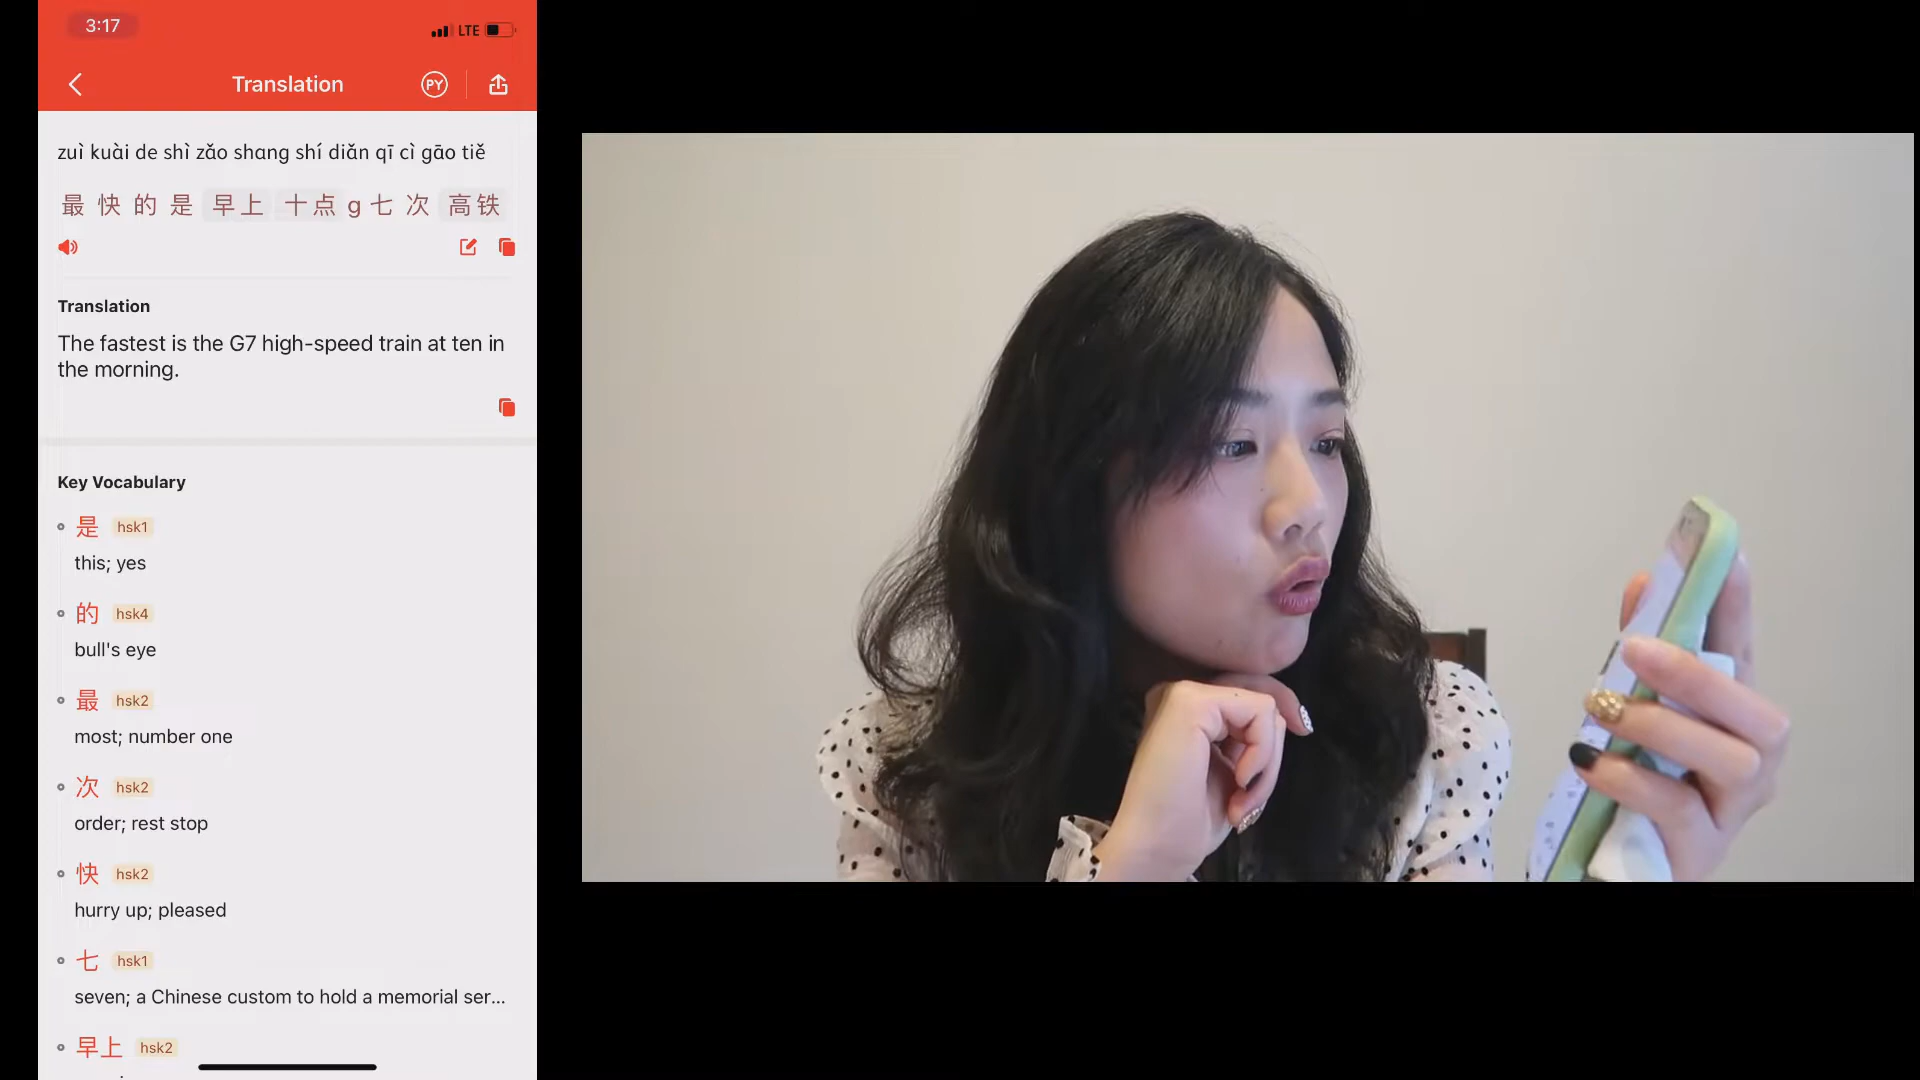 3:17
LTE
Translation
PY
zuì kuài de shì zǎo shang shí diǎn qī cì gāo tiě
最 快 的 是 早上 十点 g 七 次 高铁
Translation
The fastest is the G7 high-speed train at ten in
the morning.
Key Vocabulary
是 hsk1
this; yes
的 hsk4
bull's eye
最 hsk2
most; number one
次 hsk2
order; rest stop
快 hsk2
hurry up; pleased
七 hsk1
seven; a Chinese custom to hold a memorial ser...
早上 hsk2